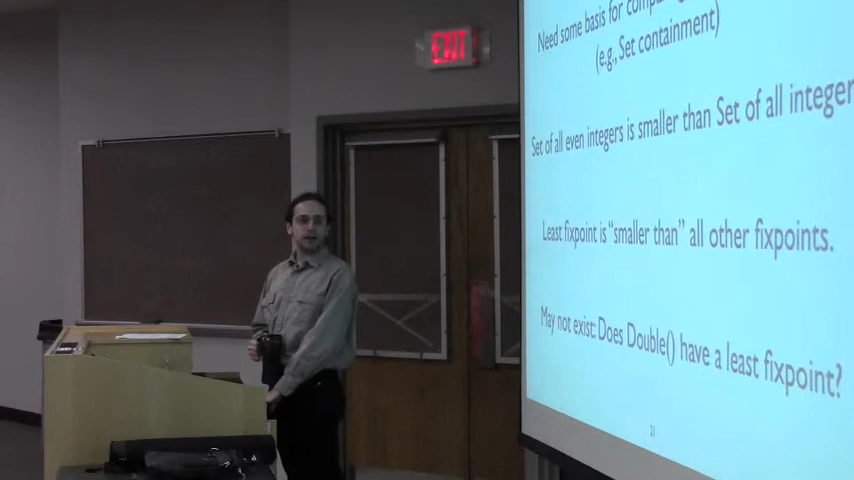 EXIT
Need some basis for
(e.g., Set containment)
Set of all even integers is smaller than Set of all
Least fixpoint is "smaller than" all other fixpoints.
May not exist: Does Double() have a least fixpoint?
21